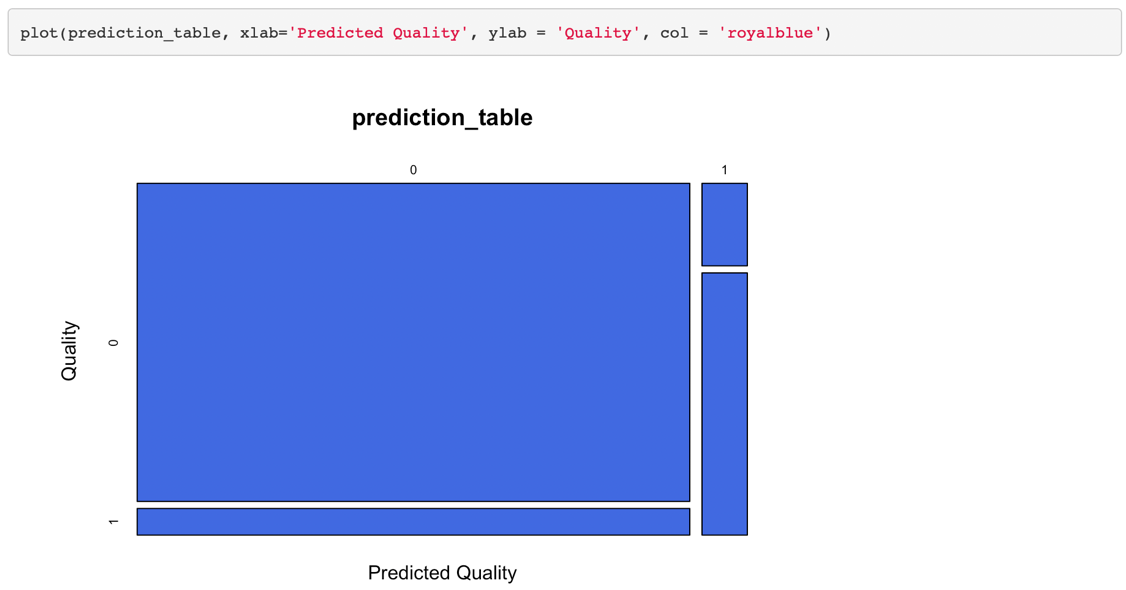 plot(prediction_table, xlab='Predicted Quality', ylab = 'Quality', col = 'royalblue')
prediction_table
0 1
Quality
0
1
Predicted Quality